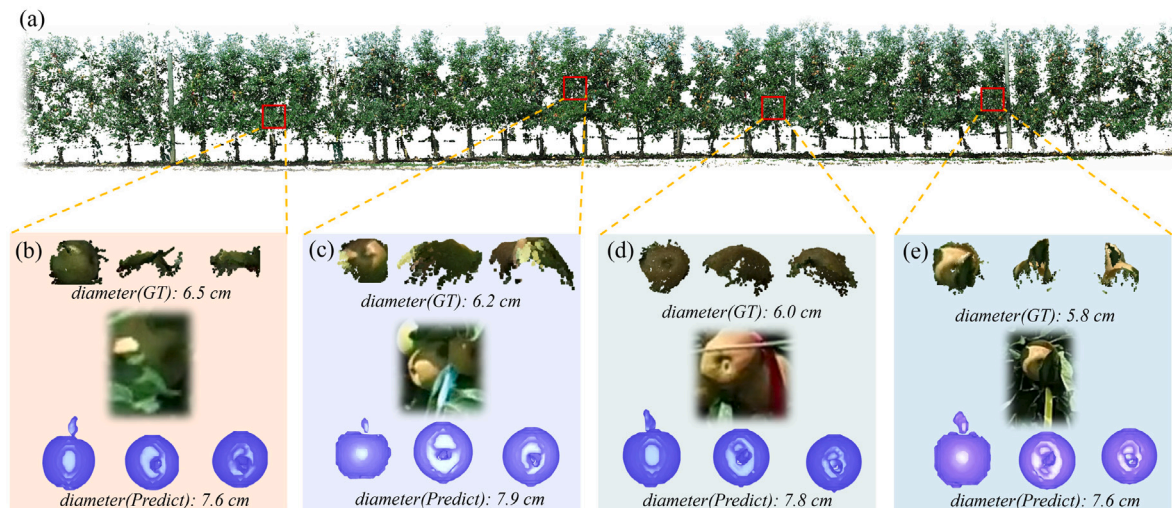 (a)
(b)
diameter(GT): 6.5 cm
diameter(Predict): 7.6 cm
(c)
diameter(GT): 6.2 cm
diameter(Predict): 7.9 cm
(d)
diameter(GT): 6.0 cm
diameter(Predict): 7.8 cm
(e)
diameter(GT): 5.8 cm
diameter(Predict): 7.6 cm